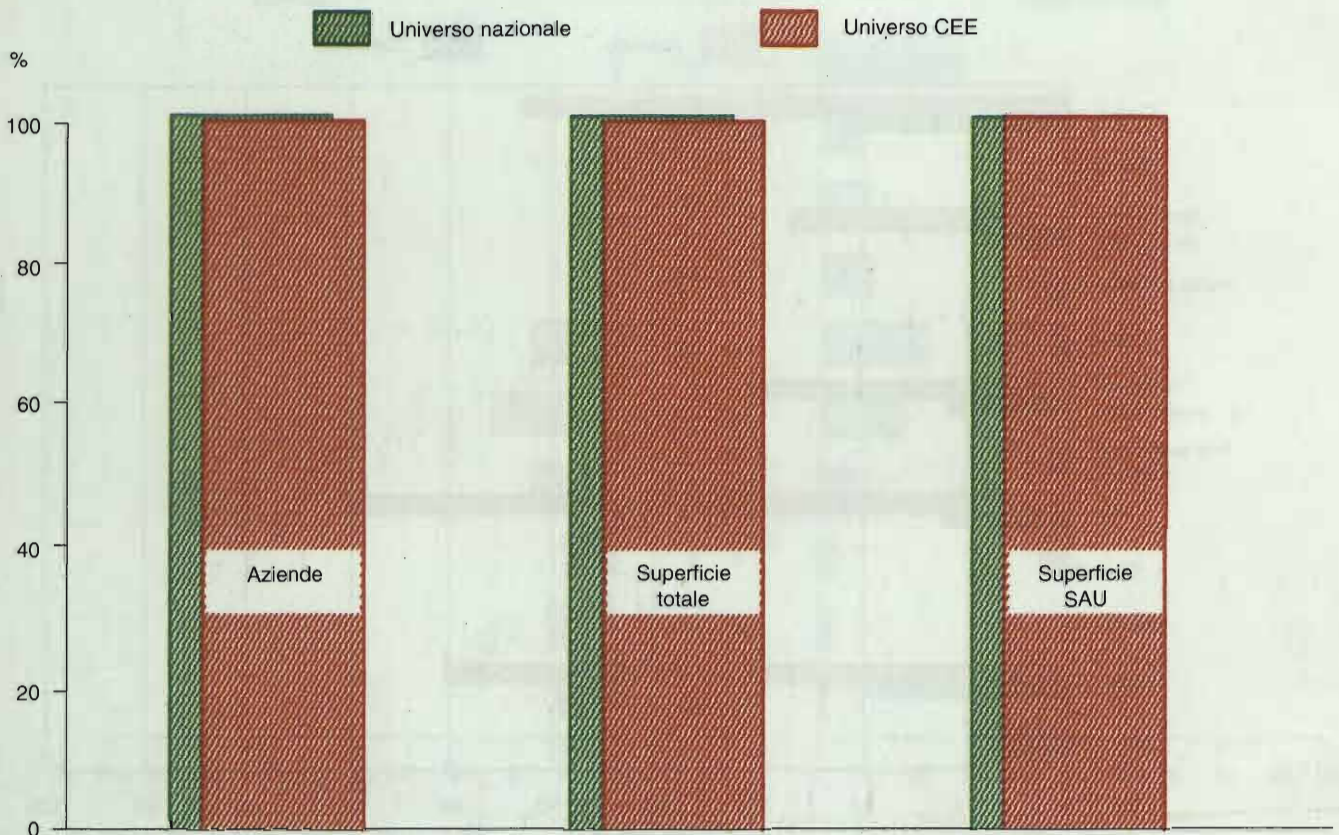 Universo nazionale
Universo CEE
%
100
80
60
40
20
0
Aziende
Superficie
totale
Superficie
SAU